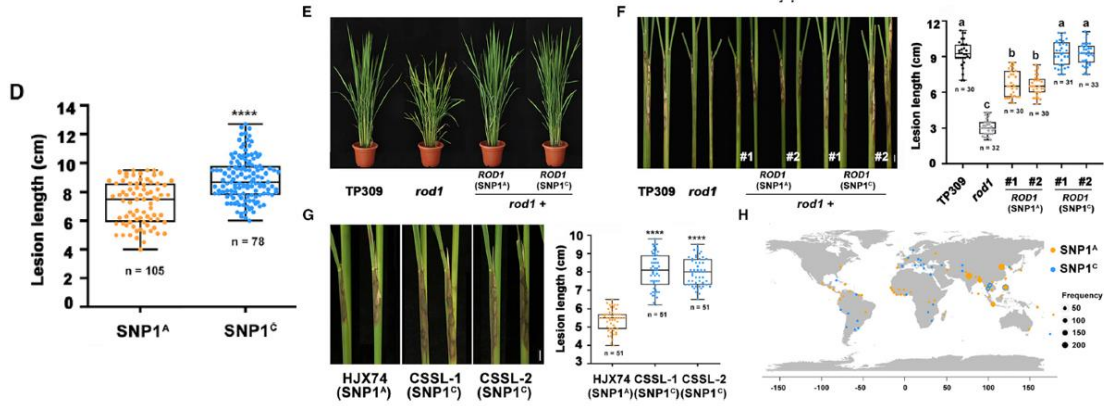 D
Lesion length (cm)
14
12
10
8
6
4
2
0
****
n = 105
n = 78
SNP1ᴬ
SNP1ᶜ
E
TP309
rod1
ROD1
(SNP1ᴬ)
ROD1
(SNP1ᶜ)
rod1 +
F
#1
#2
#1
#2
TP309
rod1
ROD1
(SNP1ᴬ)
ROD1
(SNP1ᶜ)
rod1 +
Lesion length (cm)
12
9
6
3
0
a
n = 30
C
n = 32
b
n = 30
b
n = 30
a
n = 31
a
n = 33
TP309
rod1
#1 #2
ROD1
(SNP1ᴬ)
#1 #2
ROD1
(SNP1ᶜ)
G
HJX74
(SNP1ᴬ)
CSSL-1
(SNP1ᶜ)
CSSL-2
(SNP1ᶜ)
Lesion length (cm)
10
9
8
7
6
5
4
3
n = 51
****
n = 51
****
n = 51
HJX74
(SNP1ᴬ)
CSSL-1
(SNP1ᶜ)
CSSL-2
(SNP1ᶜ)
H
SNP1ᴬ
SNP1ᶜ
Frequency
50
100
150
200
-150 -100 -50 0 50 100 150